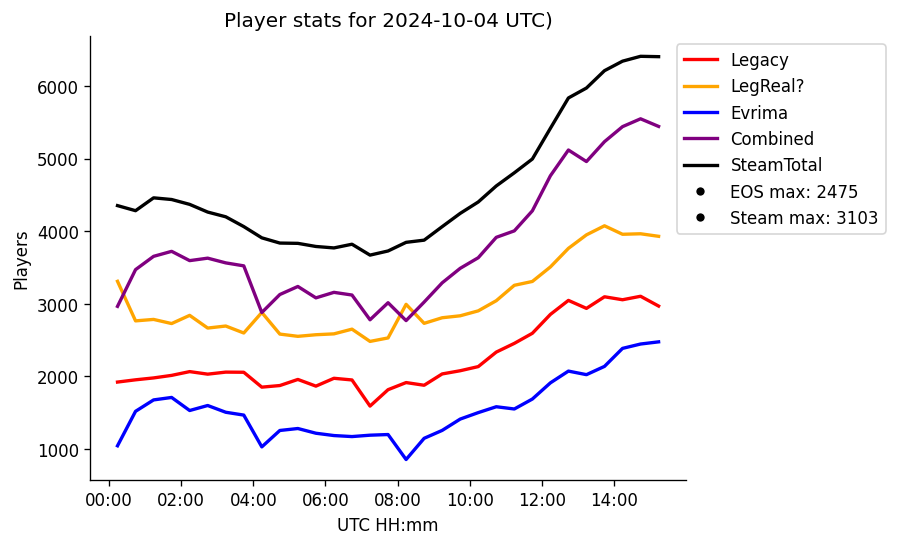 Player stats for 2024-10-04 UTC)
Legacy
LegReal?
Evrima
Combined
SteamTotal
EOS max: 2475
Steam max: 3103
Players
6000
5000
4000
3000
2000
1000
00:00 02:00 04:00 06:00 08:00 10:00 12:00 14:00
UTC HH:mm